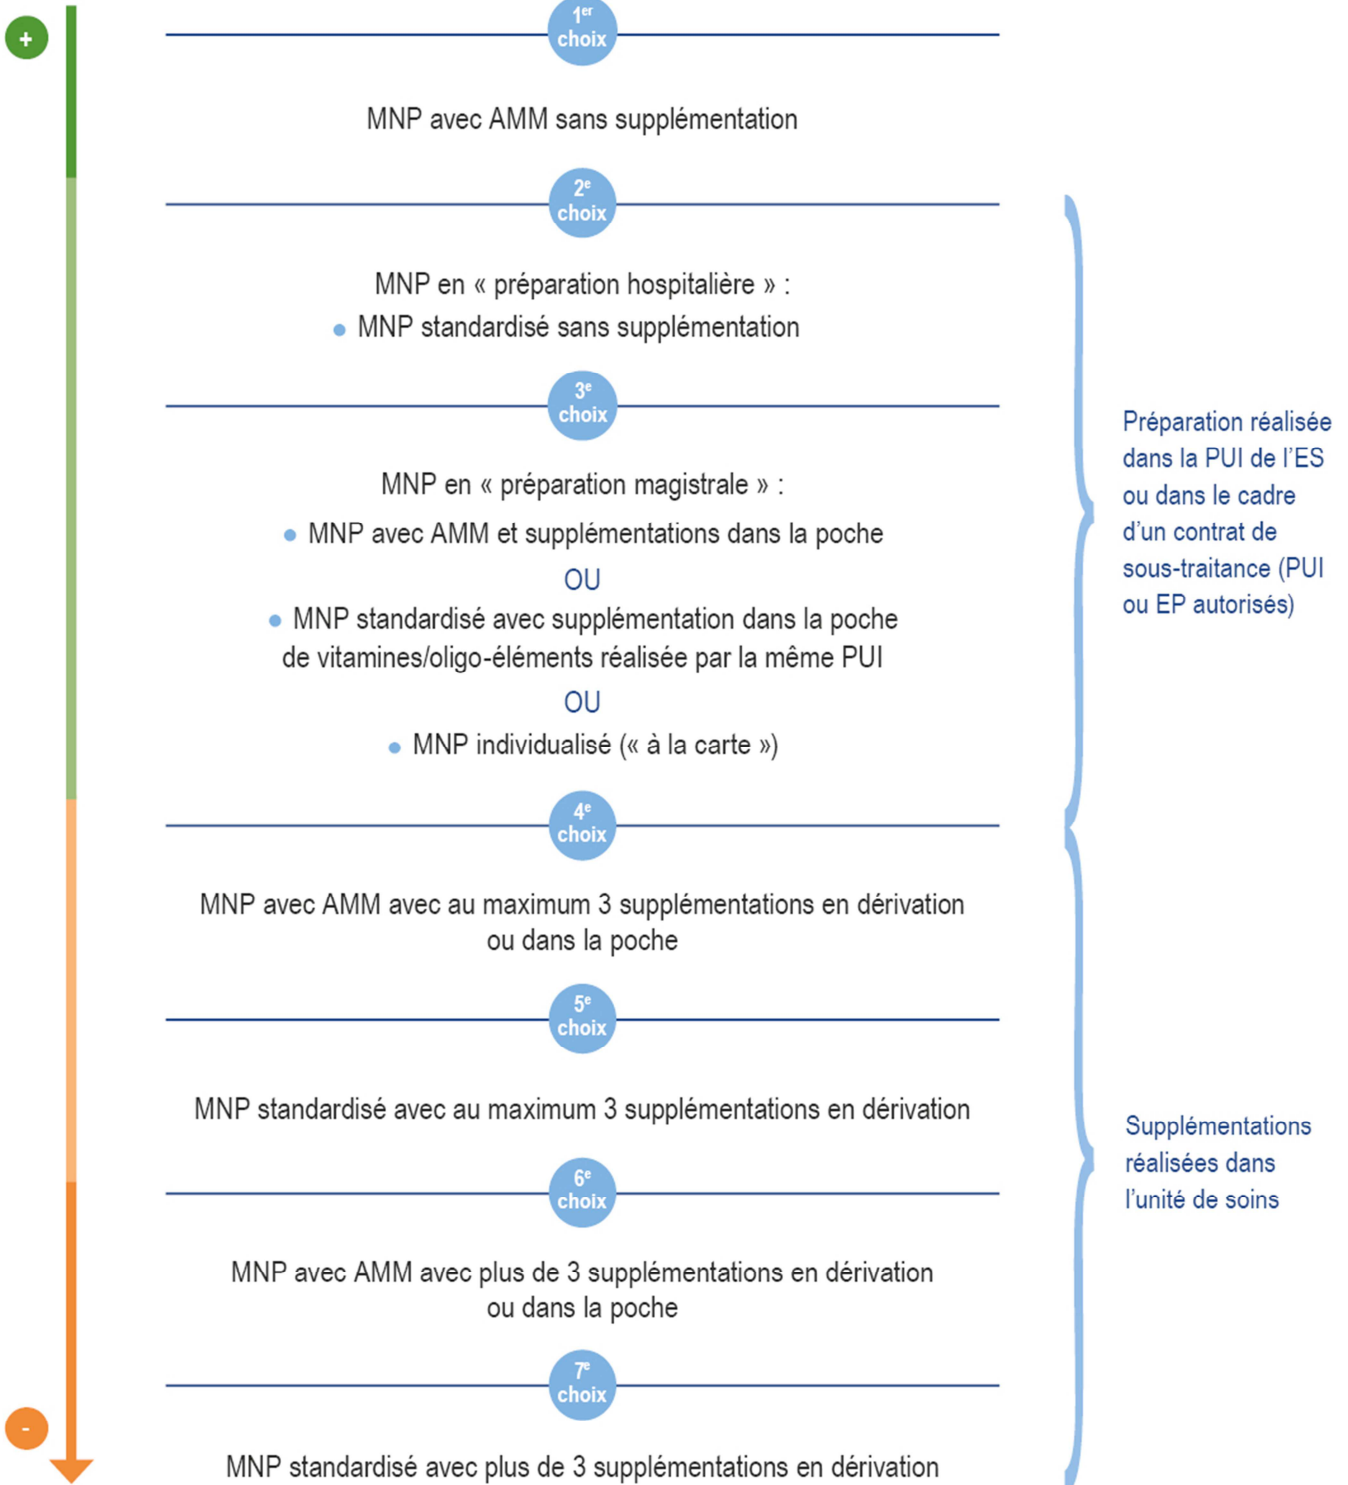 +
1er
choix
MNP avec AMM sans supplémentation
2e
choix
MNP en « préparation hospitalière » :
• MNP standardisé sans supplémentation
3e
choix
MNP en « préparation magistrale » :
• MNP avec AMM et supplémentations dans la poche
OU
• MNP standardisé avec supplémentation dans la poche
de vitamines/oligo-éléments réalisée par la même PUI
OU
• MNP individualisé (« à la carte »)
Préparation réalisée
dans la PUI de l’ES
ou dans le cadre
d’un contrat de
sous-traitance (PUI
ou EP autorisés)
4e
choix
MNP avec AMM avec au maximum 3 supplémentations en dérivation
ou dans la poche
5e
choix
MNP standardisé avec au maximum 3 supplémentations en dérivation
6e
choix
MNP avec AMM avec plus de 3 supplémentations en dérivation
ou dans la poche
7e
choix
MNP standardisé avec plus de 3 supplémentations en dérivation
Supplémentations
réalisées dans
l’unité de soins
-